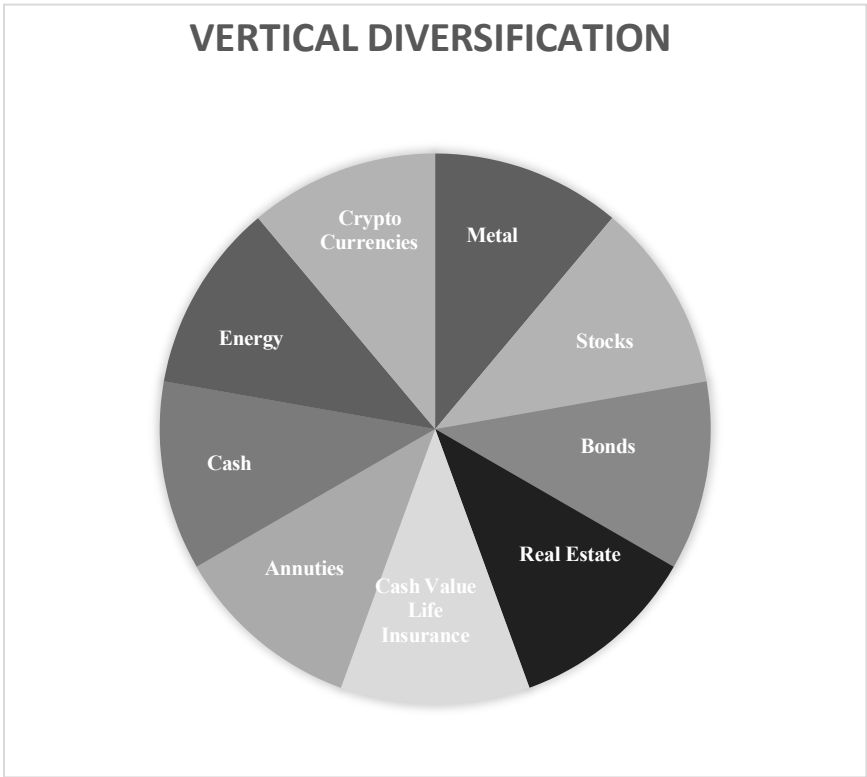 VERTICAL DIVERSIFICATION
Crypto
Currencies
Metal
Energy
Stocks
Bonds
Cash
Real Estate
Annuties
Cash Value
Life
Insurance